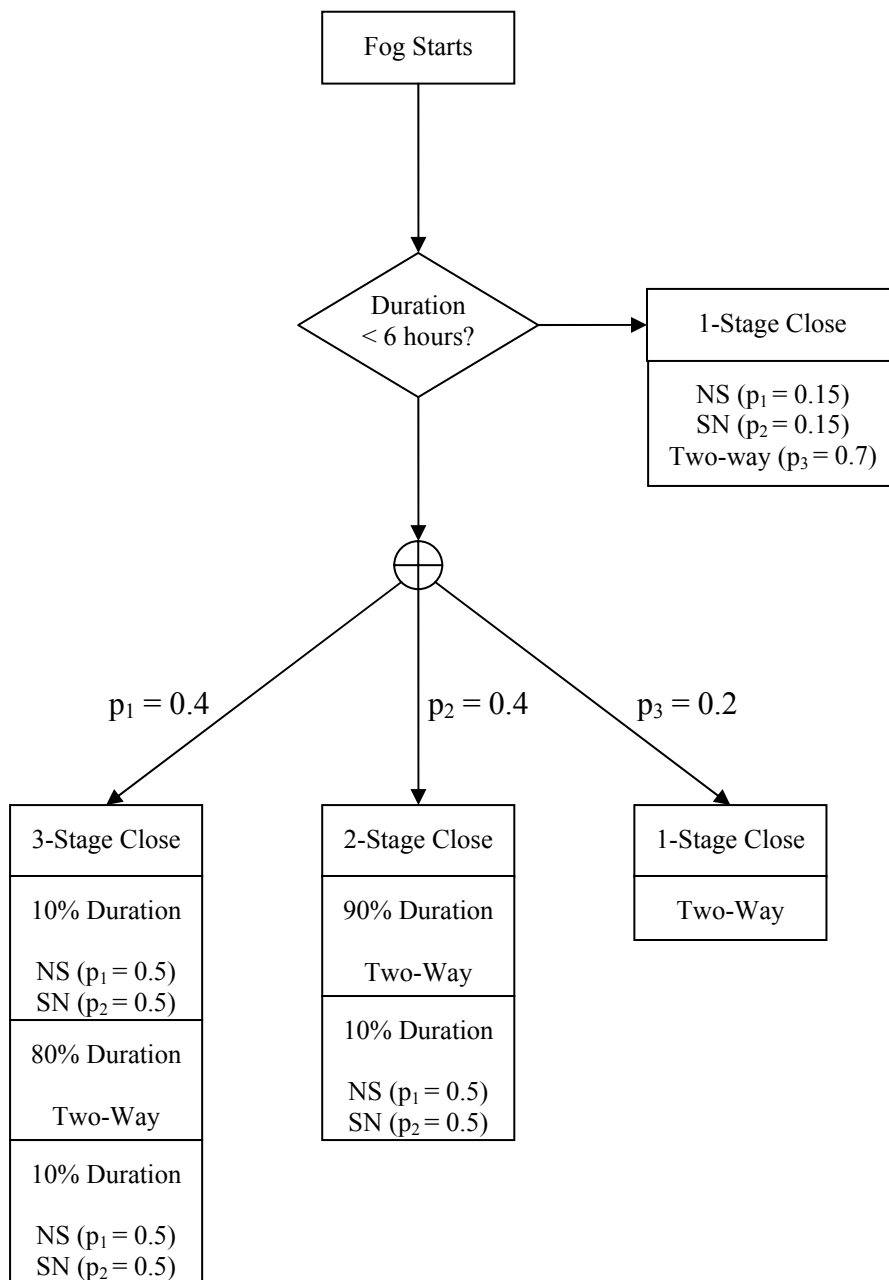 Fog Starts
Duration
< 6 hours?
1-Stage Close
NS (p₁ = 0.15)
SN (p₂ = 0.15)
Two-way (p₃ = 0.7)
p₁ = 0.4
p₂ = 0.4
p₃ = 0.2
3-Stage Close
10% Duration
NS (p₁ = 0.5)
SN (p₂ = 0.5)
80% Duration
Two-Way
10% Duration
NS (p₁ = 0.5)
SN (p₂ = 0.5)
2-Stage Close
90% Duration
Two-Way
10% Duration
NS (p₁ = 0.5)
SN (p₂ = 0.5)
1-Stage Close
Two-Way